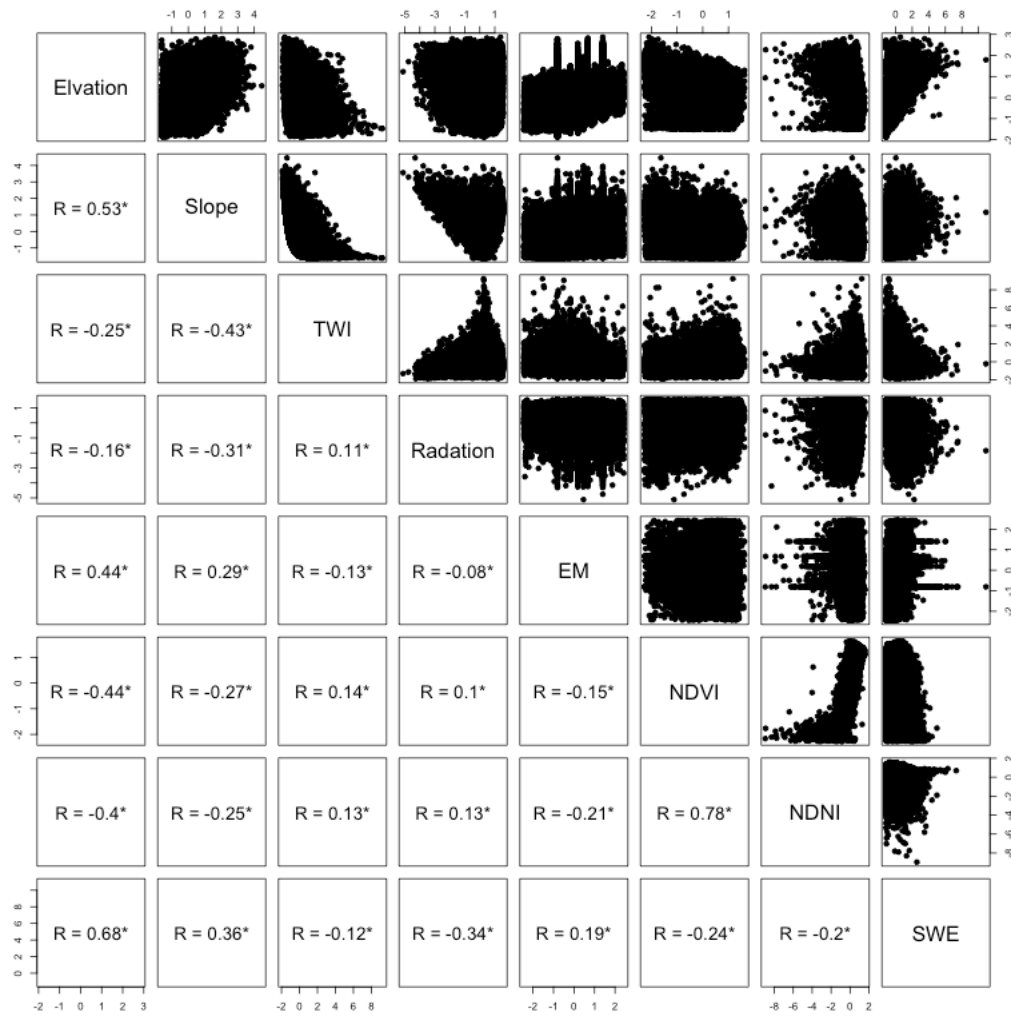 -1 0 1 2 3 4 -5 -3 -1 1 -2 0 1 0 2 4 6 8
Elvation -2 0 1 2 3
-1 0 1 2 3 4 R = 0.53* Slope
R = -0.25* R = -0.43* TWI -2 0 2 4 6 8
-5 -3 -1 1 R = -0.16* R = -0.31* 0.11* Radation
R = 0.44* R = 0.29* R = -0.13* R = -0.08* EM -2 -1 0 1 2
-2 0 1 R = -0.44* R = -0.27* R = 0.14* R = 0.1* R = -0.15* NDVI
R = -0.4* R = -0.25* R = 0.13* R = 0.13* R = -0.21* R = 0.78* NDNI -8 -6 -4 -2 0 2
0 2 4 6 8 R = 0.68* R = 0.36* R = -0.12* R = -0.34* R = 0.19* R = -0.24* R = -0.2* SWE
-2 -1 0 1 2 3 -2 0 2 4 6 8 -2 -1 0 1 2 -8 -6 -4 -2 0 2